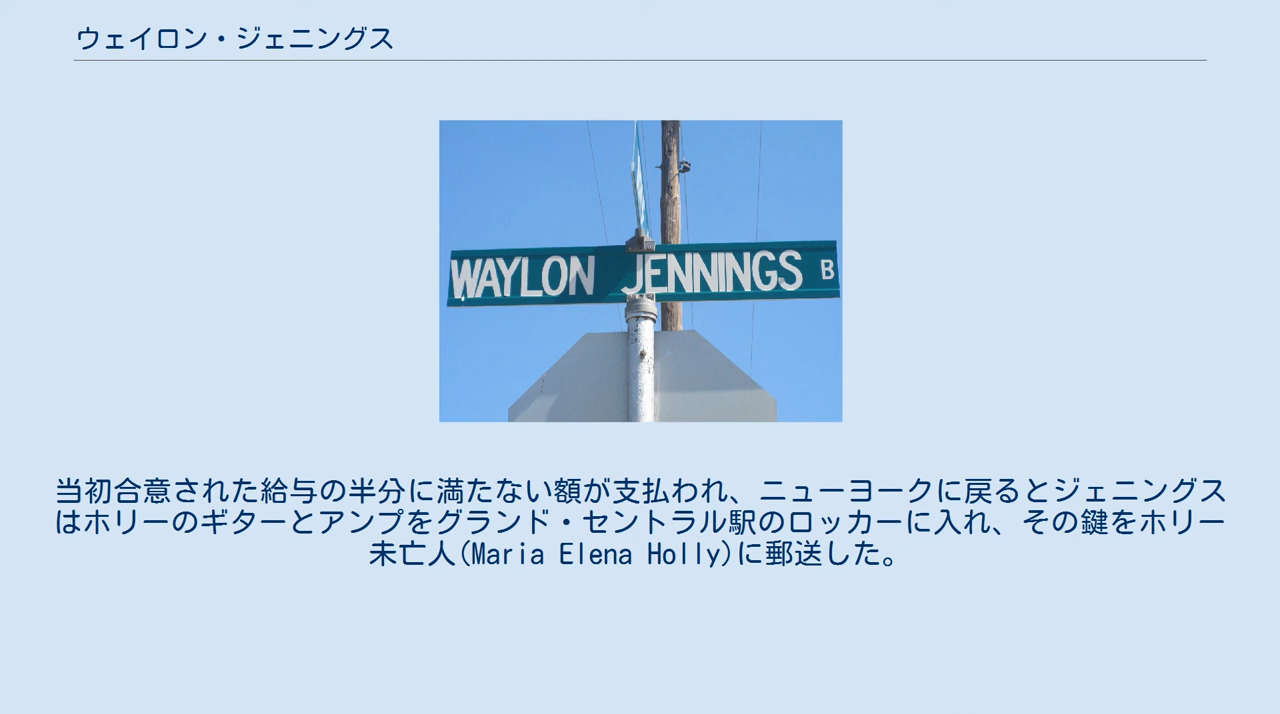 ウェイロン・ジェニングス
WAYLON JENNINGS B
当初合意された給与の半分に満たない額が支払われ、ニューヨークに戻るとジェニングス
はホリーのギターとアンプをグランド・セントラル駅のロッカーに入れ、その鍵をホリー
未亡人(Maria Elena Holly)に郵送した。